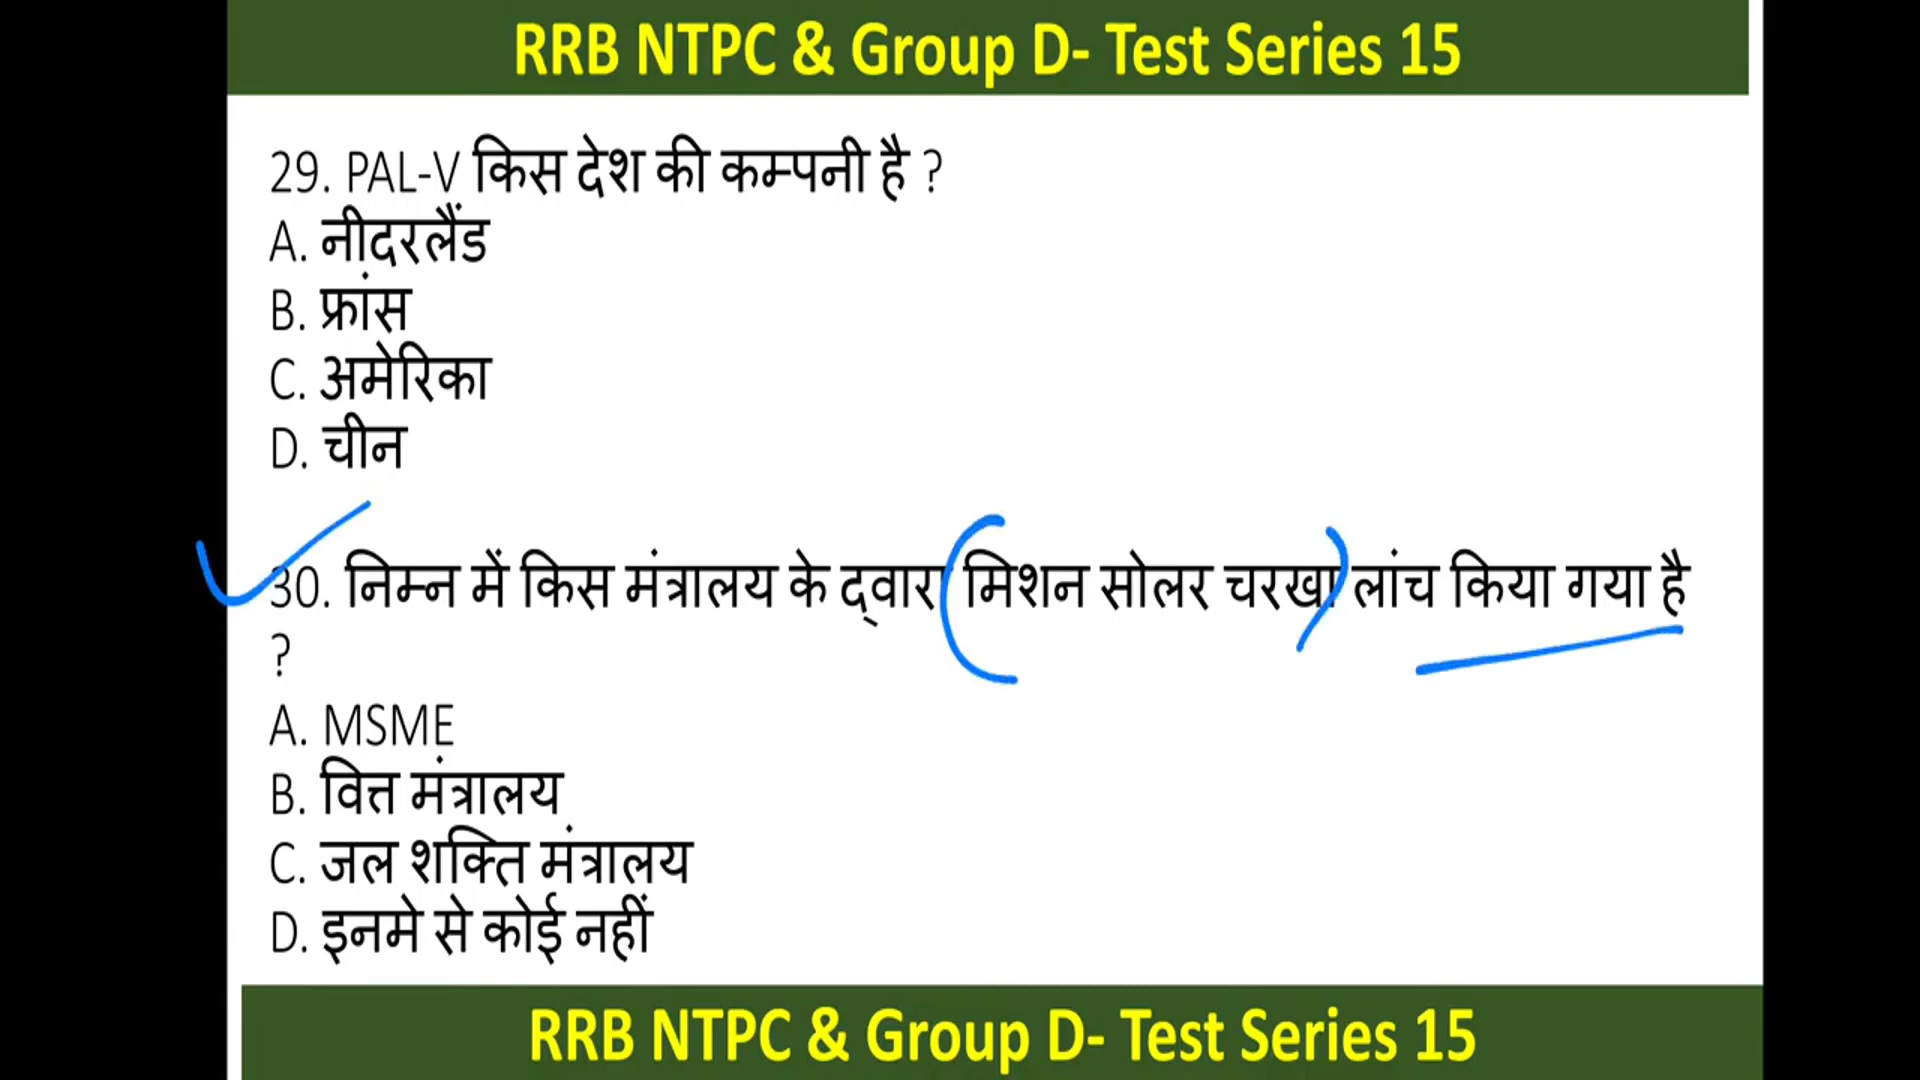 RRB NTPC & Group D- Test Series 15
29. PAL-V किस देश की कम्पनी है ?
A. नीदरलैंड
B. फ्रांस
C. अमेरिका
D. चीन
30. निम्न में किस मंत्रालय के द्वारा मिशन सोलर चरखा लांच किया गया है
?
A. MSME
B. वित्त मंत्रालय
C. जल शक्ति मंत्रालय
D. इनमे से कोई नहीं
RRB NTPC & Group D- Test Series 15